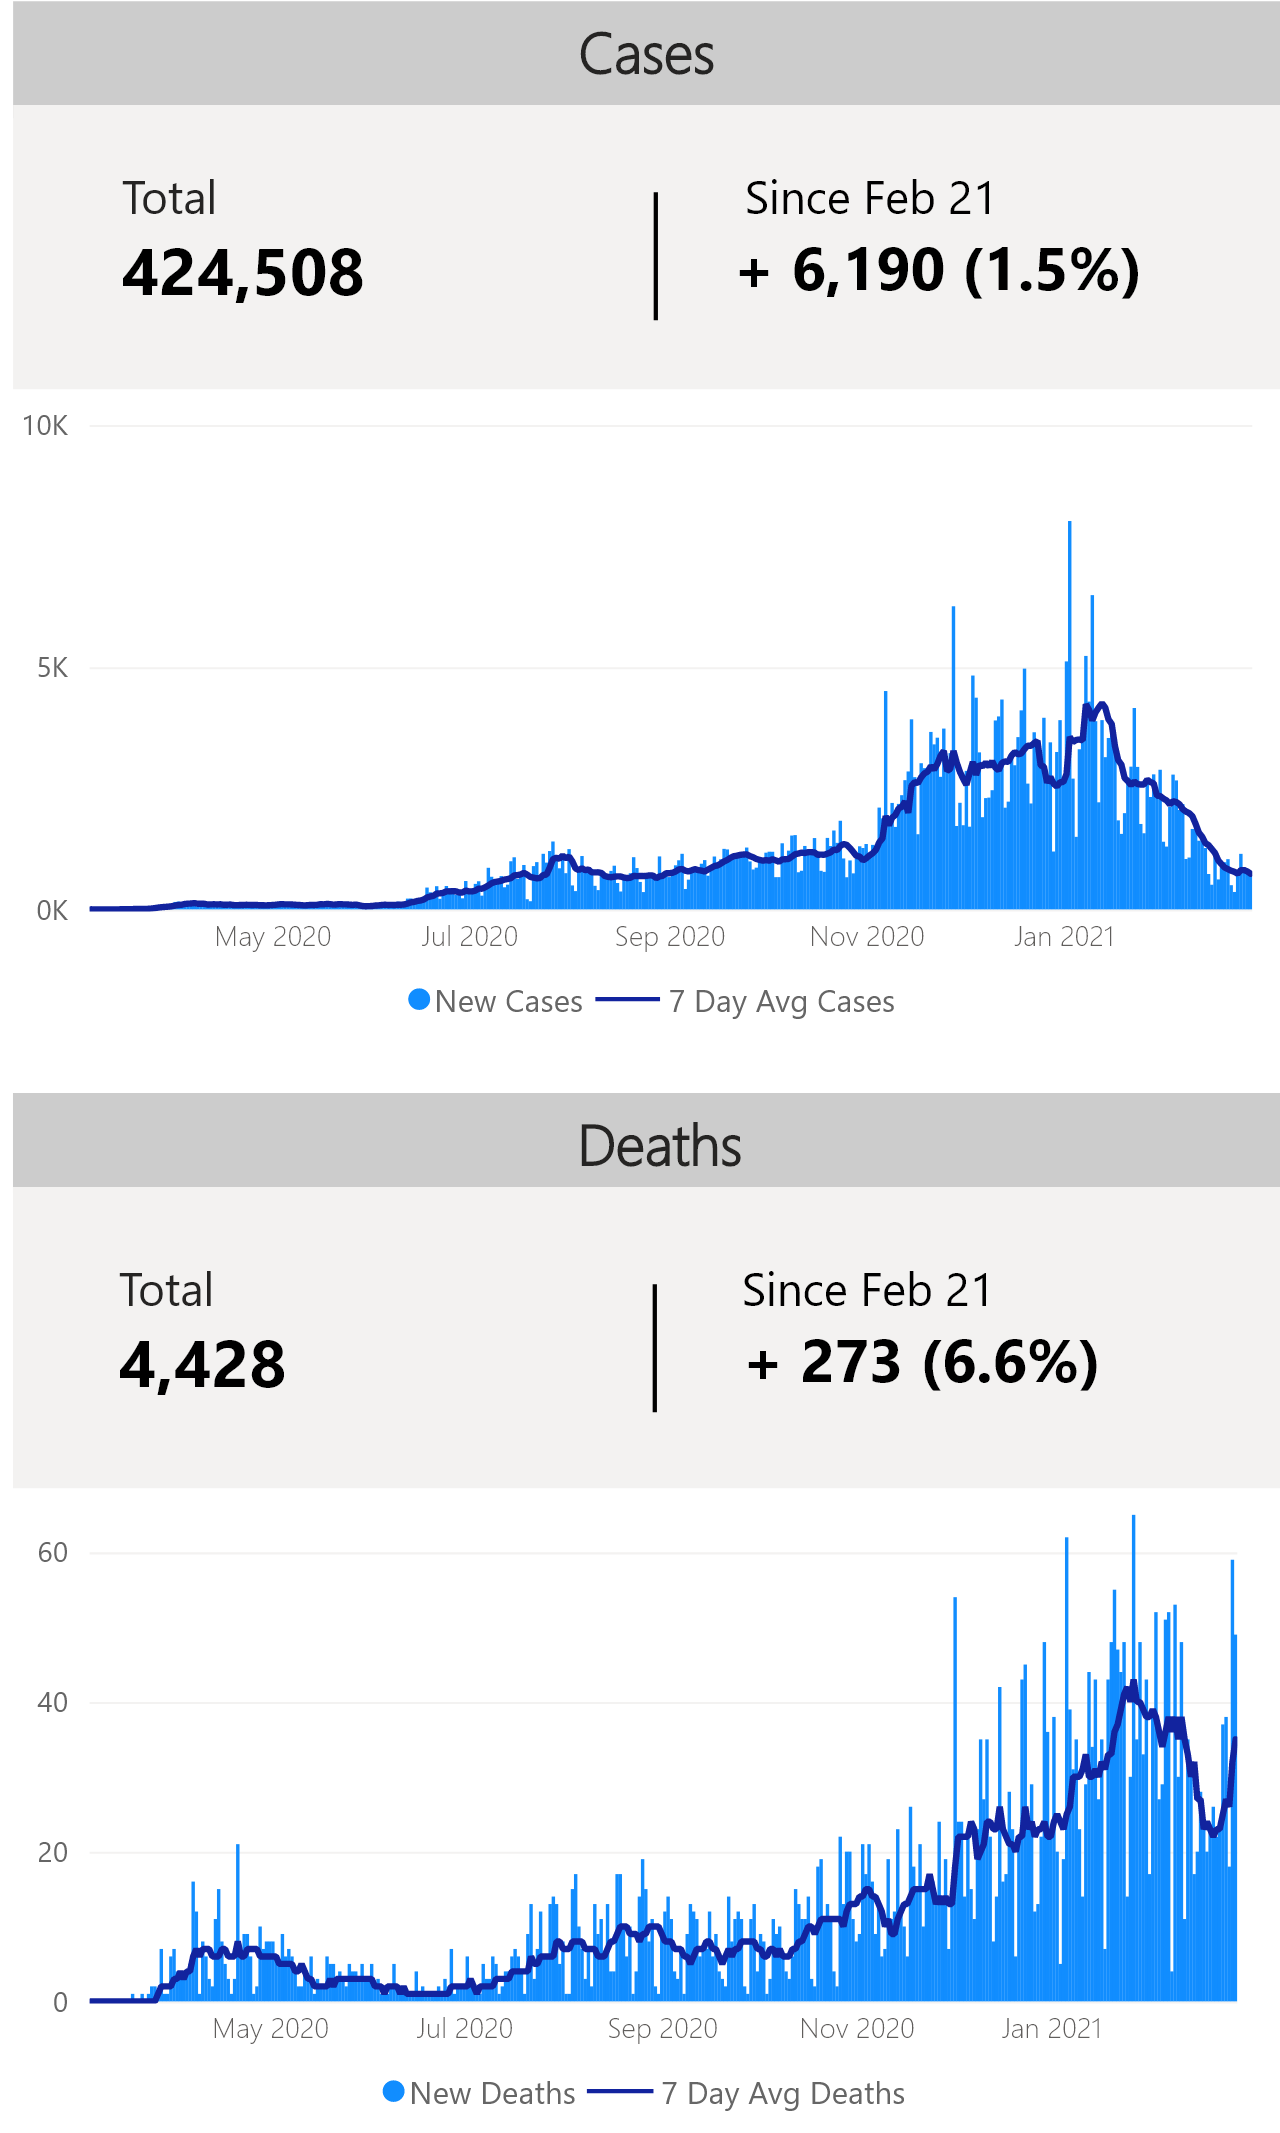 Cases
Total
Since Feb 21
424,508
+ 6,190 (1.5%)
10K
5K
0K
May 2020
Jul 2020
Sep 2020
Nov 2020
Jan 2021
New Cases
7 Day Avg Cases
Deaths
Total
Since Feb 21
4,428
+ 273 (6.6%)
60
40
20
0
May 2020
Jul 2020
Sep 2020
Nov 2020
Jan 2021
New Deaths
7 Day Avg Deaths